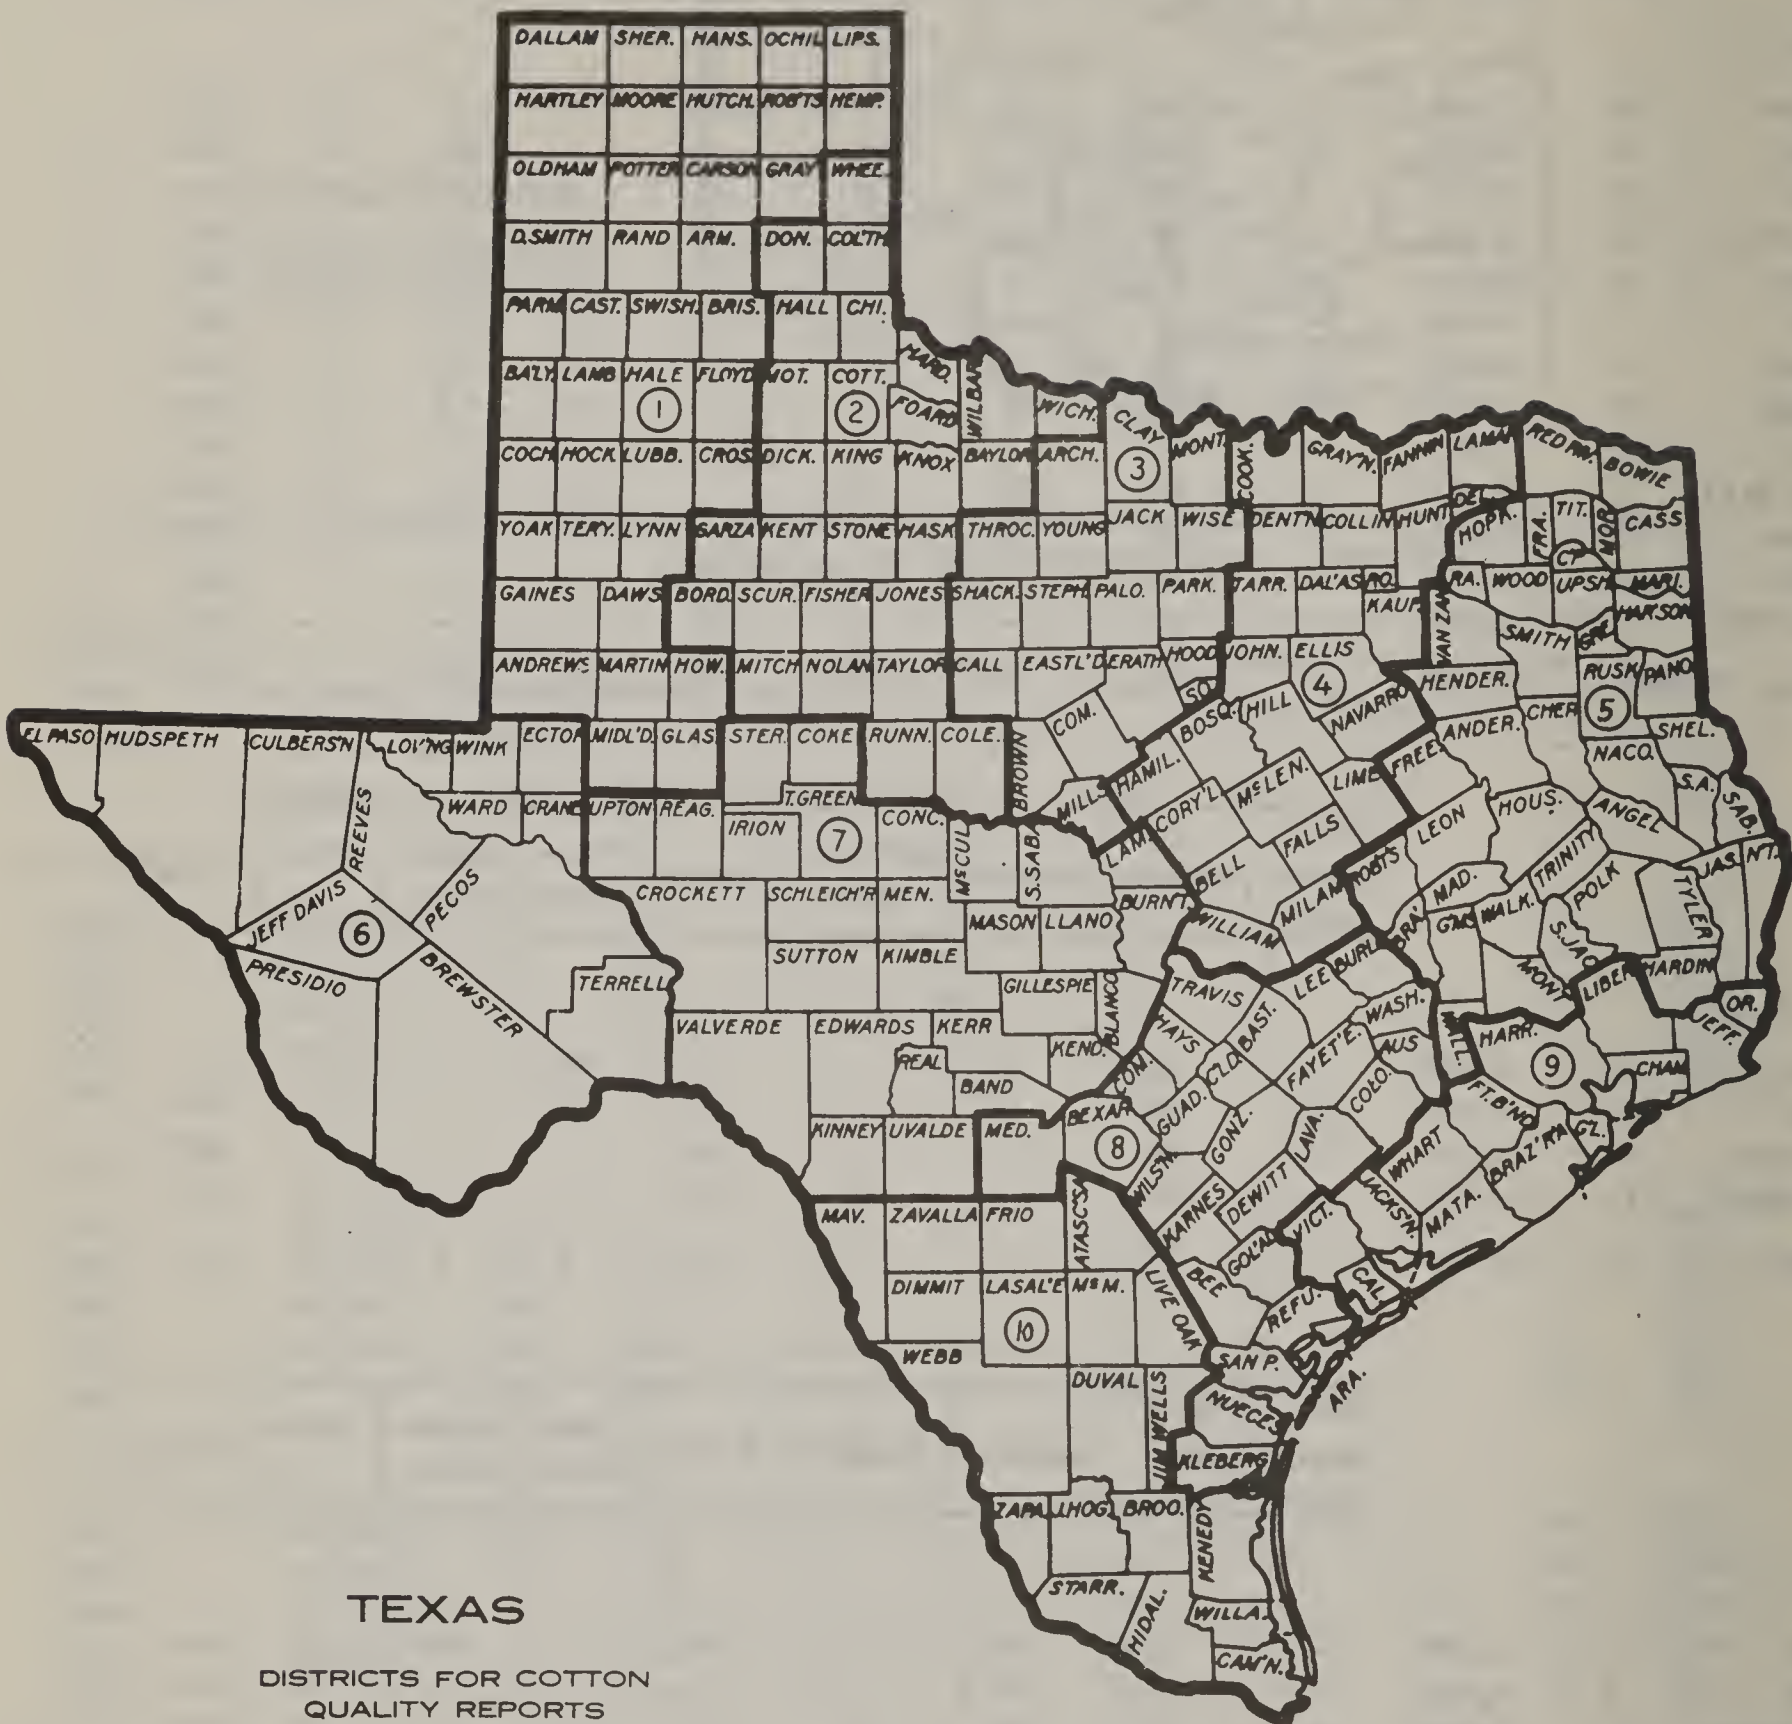 DALLAM SHER. HANS. OCHIL LIPS.
HARTLEY MOORE HUTCH. ROB'TS HEMP.
OLDHAM POTTER CARSON GRAY WHEE.
D.SMITH RAND ARM. DON. COL'TH
PARM. CAST. SWISH. BRIS. HALL CHI.
HARD.
BA'LY. LAMB HALE FLOYD MOT. COTT.
1 2
FOARD WILBAR WICH. CLAY MONT. COOK. GRAY'N. FANNIN LAMAR RED RIV. BOWIE
3
COCH HOCK. LUBB. CROS. DICK. KING KNOX BAYLOR ARCH.
DEL.
YOAK TERY. LYNN GARZA KENT STONE HASK. THROC. YOUNG JACK WISE DENT'N COLLIN HUNT HOPK. FRA. TIT. MOR. CASS
CP
GAINES DAWS BORD. SCUR. FISHER JONES SHACK. STEPH. PALO. PARK. TARR. DAL'AS RO. KAUF. RA. WOOD UPSH. MARI.
VAN ZAN SMITH GRE. HAR'SON
ANDREWS MARTIN HOW. MITCH NOLAN TAYLOR CALL EASTL'D ERATH HOOD JOHN. ELLIS
SO. 4 HENDER. RUSK PANO.
5
EL PASO HUDSPETH CULBERS'N LOV'NG WINK ECTOR MIDL'D. GLAS. STER. COKE RUNN. COLE. BROWN COM. BOSQ. HILL NAVARRO ANDER. CHER. SHEL.
REEVES WARD CRANE UPTON REAG. IRION T.GREEN CONC. McCUL. S.SABA MILLS HAMIL. CORY'L. McLEN. LIME. FREE. NACO. S.A. SAB.
7
LAM. BELL FALLS LEON HOUS. ANGEL.
JEFF DAVIS PECOS CROCKETT SCHLEICH'R MEN. MASON LLANO BURN'T. WILLIAM MILAM ROB'TS MAD. TRINITY POLK TYLER JAS. N'T.
6
BRA. G'MS WALK. S.JAC.
PRESIDIO BREWSTER TERRELL SUTTON KIMBLE GILLESPIE BLANCO TRAVIS LEE BURL. MONT LIBER. HARDIN OR. JEFF.
VALVERDE EDWARDS KERR KEND. HAYS BAST. WASH. WALL. HARR.
REAL BAND COM. C'LD. FAYET'E. AUS 9 CHAM
KINNEY UVALDE MED. BEXAR GUAD. GONZ. LAVA. COLO. FT.B'ND GZ.
8
WILS'N. WHART BRAZ'R'A
MAV. ZAVALLA FRIO ATASC'SA KARNES DEWITT JACKS'N. MATA.
GOL'AD VICT.
DIMMIT LASAL'E McM. LIVE OAK BEE REFU. CAL.
10
WEBB DUVAL JIM WELLS SAN P. ARA.
NUECES
KLEBERG
ZAPA. J.HOG. BROO. KENEDY
STARR. HIDAL. WILLA.
CAM'N.
TEXAS
DISTRICTS FOR COTTON
QUALITY REPORTS